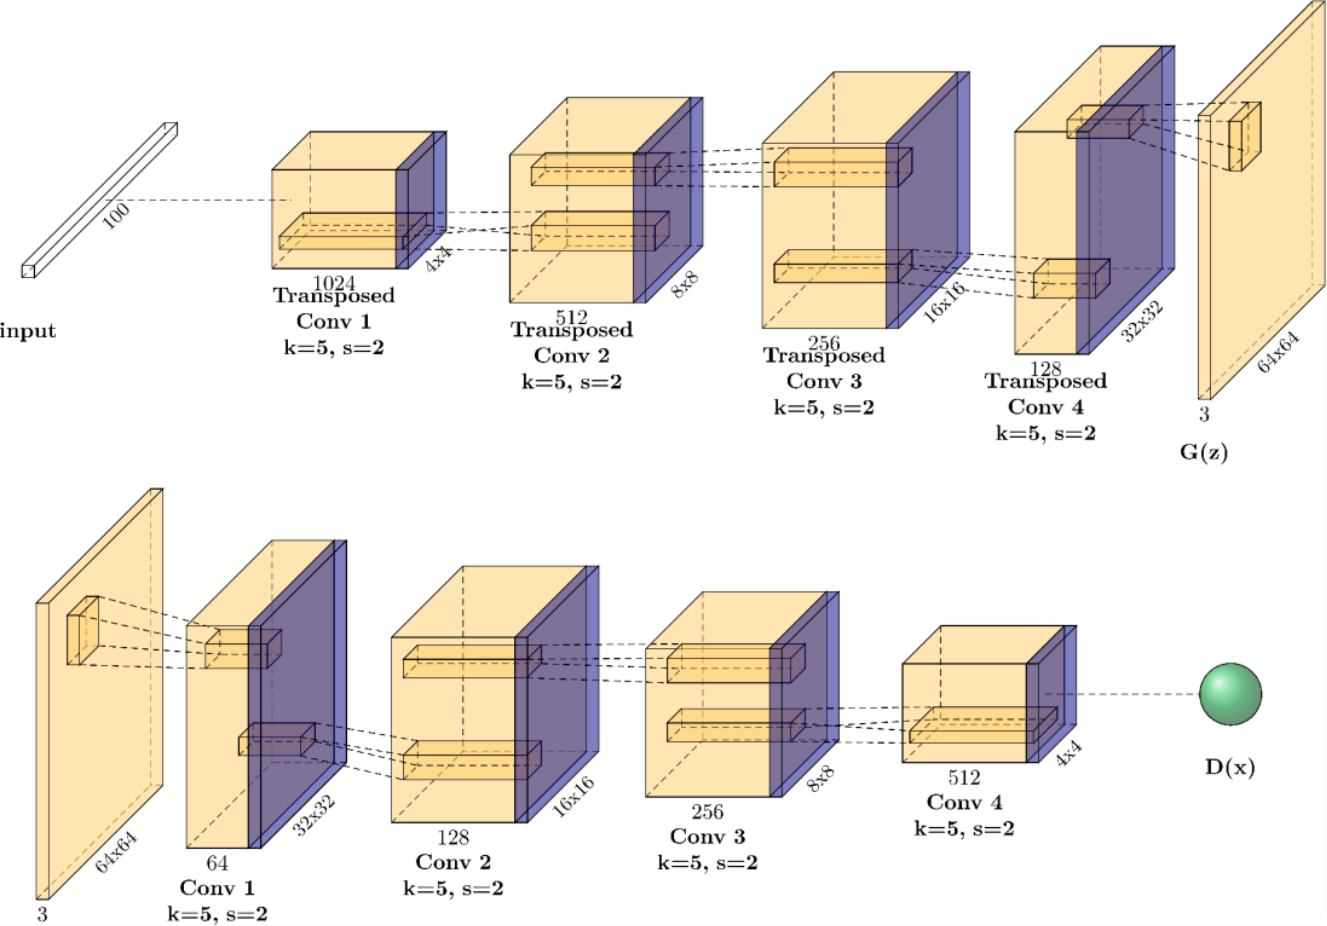 100
input
1024
4x4
Transposed
Conv 1
k=5, s=2
512
8x8
Transposed
Conv 2
k=5, s=2
256
16x16
Transposed
Conv 3
k=5, s=2
128
32x32
Transposed
Conv 4
k=5, s=2
3
64x64
G(z)
3
64x64
64
32x32
Conv 1
k=5, s=2
128
16x16
Conv 2
k=5, s=2
256
8x8
Conv 3
k=5, s=2
512
4x4
Conv 4
k=5, s=2
D(x)